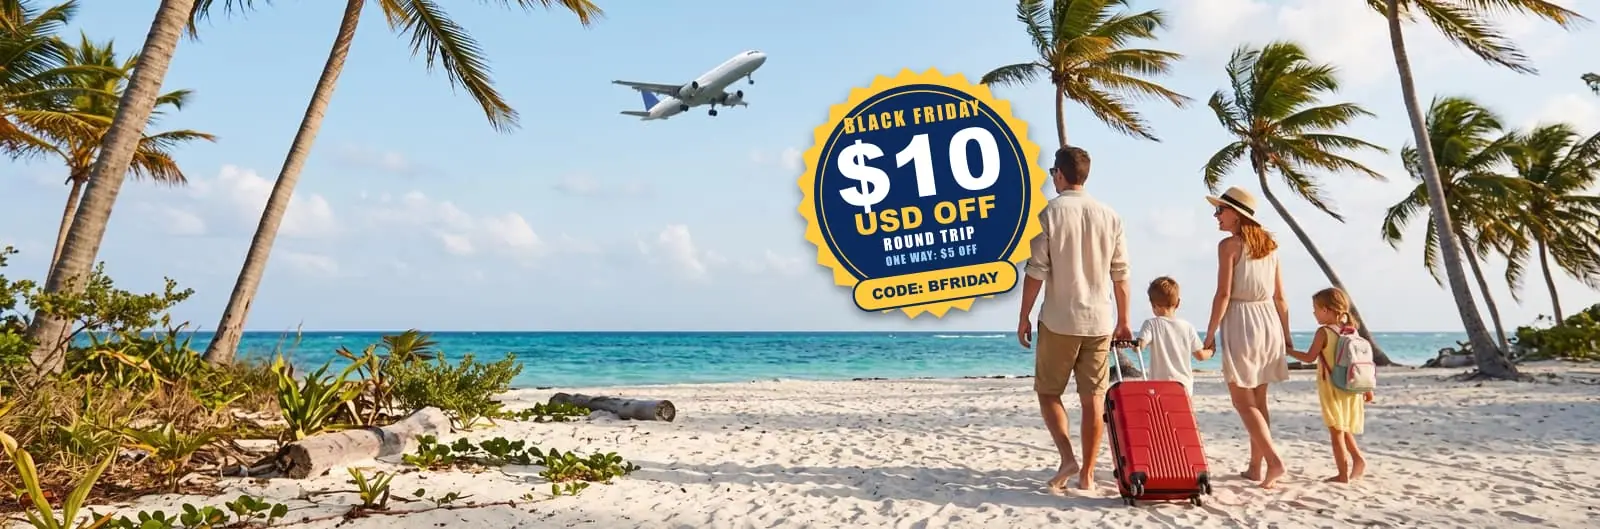 BLACK FRIDAY
$10
USD OFF
ROUND TRIP
ONE WAY: $5 OFF
CODE: BFRIDAY